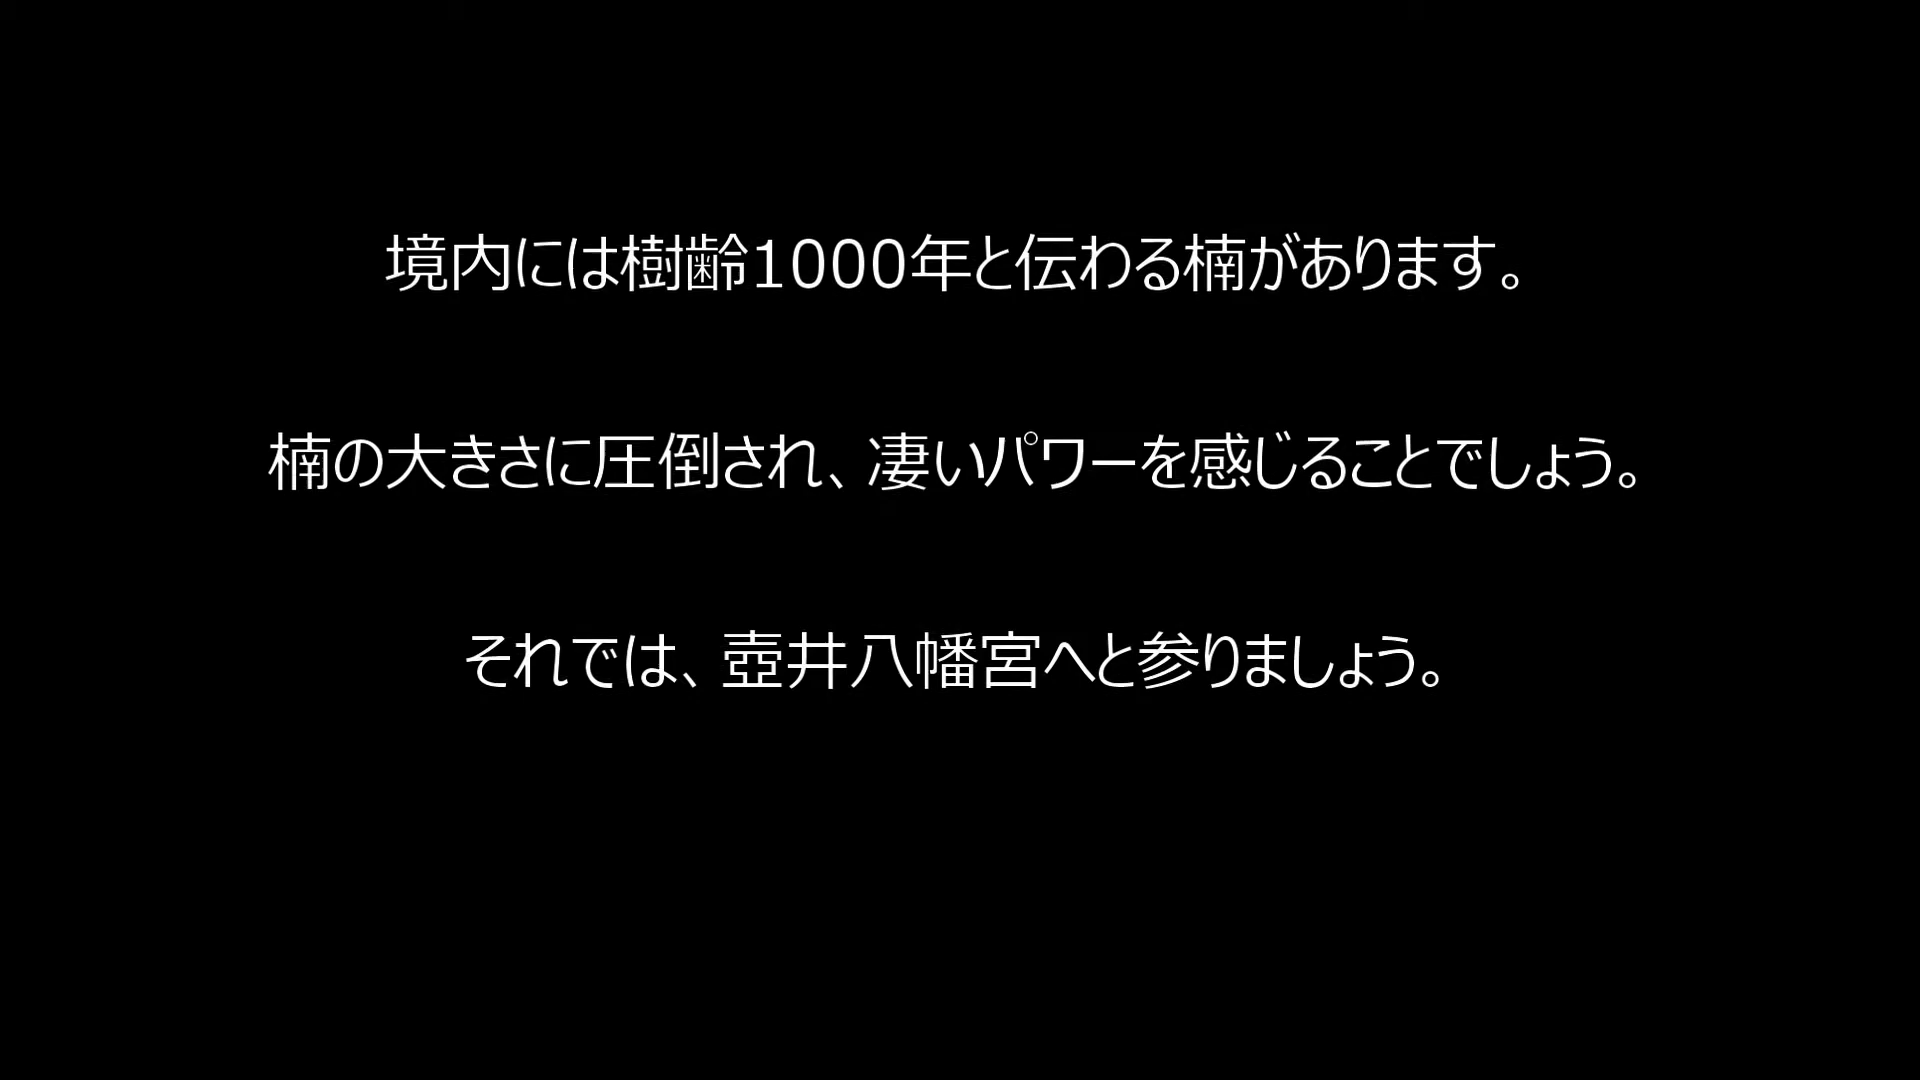 境内には樹齢1000年と伝わる楠があります。
楠の大きさに圧倒され、凄いパワーを感じることでしょう。
それでは、壺井八幡宮へと参りましょう。